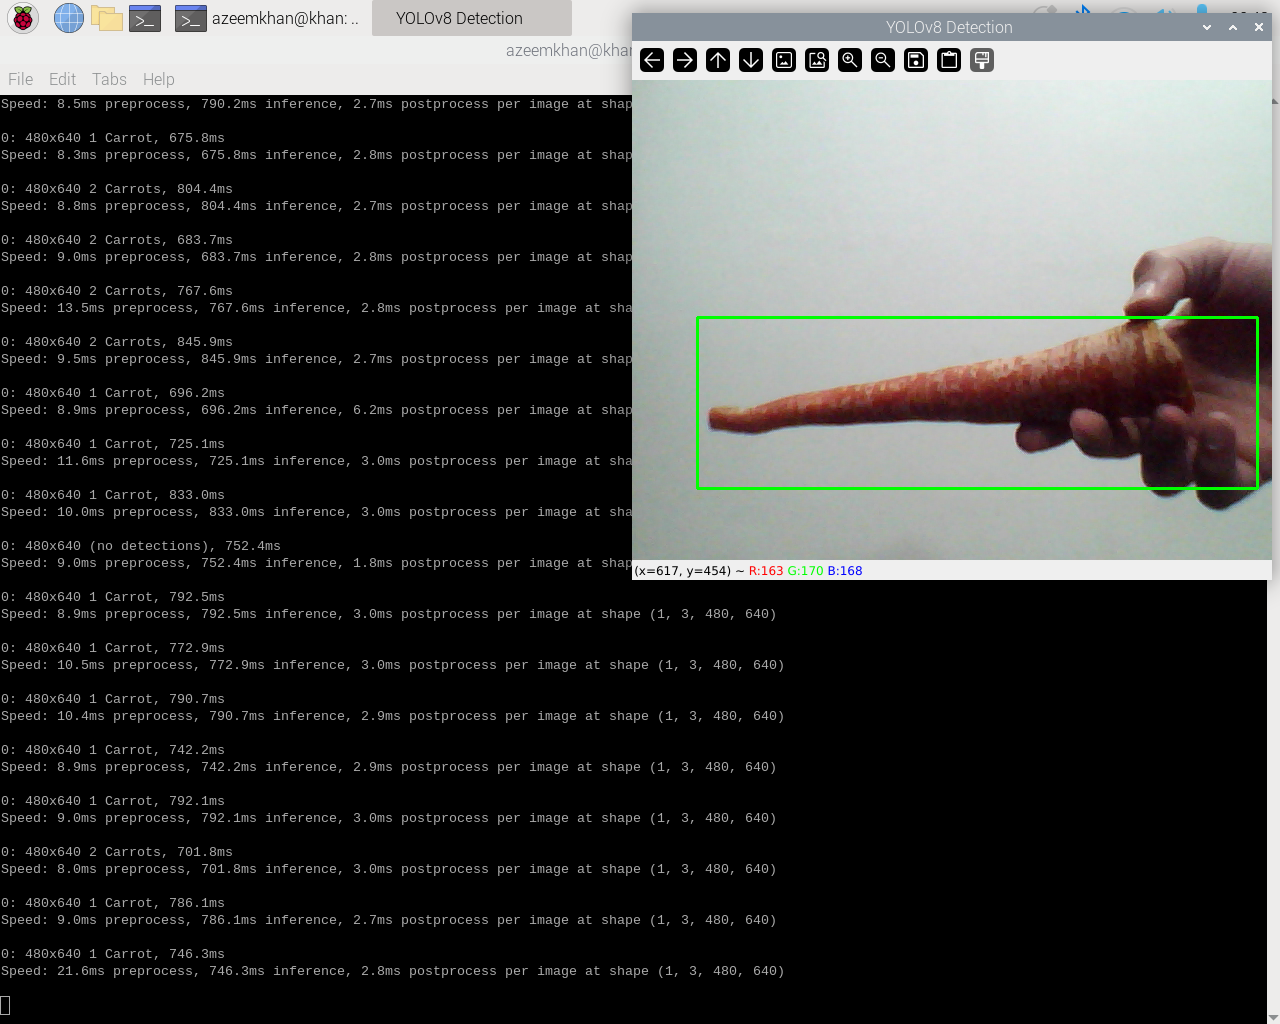 azeemkhan@khan: ..
YOLOv8 Detection
azeemkhan@khan
YOLOv8 Detection
File Edit Tabs Help
Speed: 8.5ms preprocess, 790.2ms inference, 2.7ms postprocess per image at shap
0: 480x640 1 Carrot, 675.8ms
Speed: 8.3ms preprocess, 675.8ms inference, 2.8ms postprocess per image at shap
0: 480x640 2 Carrots, 804.4ms
Speed: 8.8ms preprocess, 804.4ms inference, 2.7ms postprocess per image at shap
0: 480x640 2 Carrots, 683.7ms
Speed: 9.0ms preprocess, 683.7ms inference, 2.8ms postprocess per image at shap
0: 480x640 2 Carrots, 767.6ms
Speed: 13.5ms preprocess, 767.6ms inference, 2.8ms postprocess per image at sha
0: 480x640 2 Carrots, 845.9ms
Speed: 9.5ms preprocess, 845.9ms inference, 2.7ms postprocess per image at shap
0: 480x640 1 Carrot, 696.2ms
Speed: 8.9ms preprocess, 696.2ms inference, 6.2ms postprocess per image at shap
0: 480x640 1 Carrot, 725.1ms
Speed: 11.6ms preprocess, 725.1ms inference, 3.0ms postprocess per image at sha
0: 480x640 1 Carrot, 833.0ms
Speed: 10.0ms preprocess, 833.0ms inference, 3.0ms postprocess per image at sha
0: 480x640 (no detections), 752.4ms
Speed: 9.0ms preprocess, 752.4ms inference, 1.8ms postprocess per image at shap
(x=617, y=454) ~ R:163 G:170 B:168
0: 480x640 1 Carrot, 792.5ms
Speed: 8.9ms preprocess, 792.5ms inference, 3.0ms postprocess per image at shape (1, 3, 480, 640)
0: 480x640 1 Carrot, 772.9ms
Speed: 10.5ms preprocess, 772.9ms inference, 3.0ms postprocess per image at shape (1, 3, 480, 640)
0: 480x640 1 Carrot, 790.7ms
Speed: 10.4ms preprocess, 790.7ms inference, 2.9ms postprocess per image at shape (1, 3, 480, 640)
0: 480x640 1 Carrot, 742.2ms
Speed: 8.9ms preprocess, 742.2ms inference, 2.9ms postprocess per image at shape (1, 3, 480, 640)
0: 480x640 1 Carrot, 792.1ms
Speed: 9.0ms preprocess, 792.1ms inference, 3.0ms postprocess per image at shape (1, 3, 480, 640)
0: 480x640 2 Carrots, 701.8ms
Speed: 8.0ms preprocess, 701.8ms inference, 3.0ms postprocess per image at shape (1, 3, 480, 640)
0: 480x640 1 Carrot, 786.1ms
Speed: 9.0ms preprocess, 786.1ms inference, 2.7ms postprocess per image at shape (1, 3, 480, 640)
0: 480x640 1 Carrot, 746.3ms
Speed: 21.6ms preprocess, 746.3ms inference, 2.8ms postprocess per image at shape (1, 3, 480, 640)